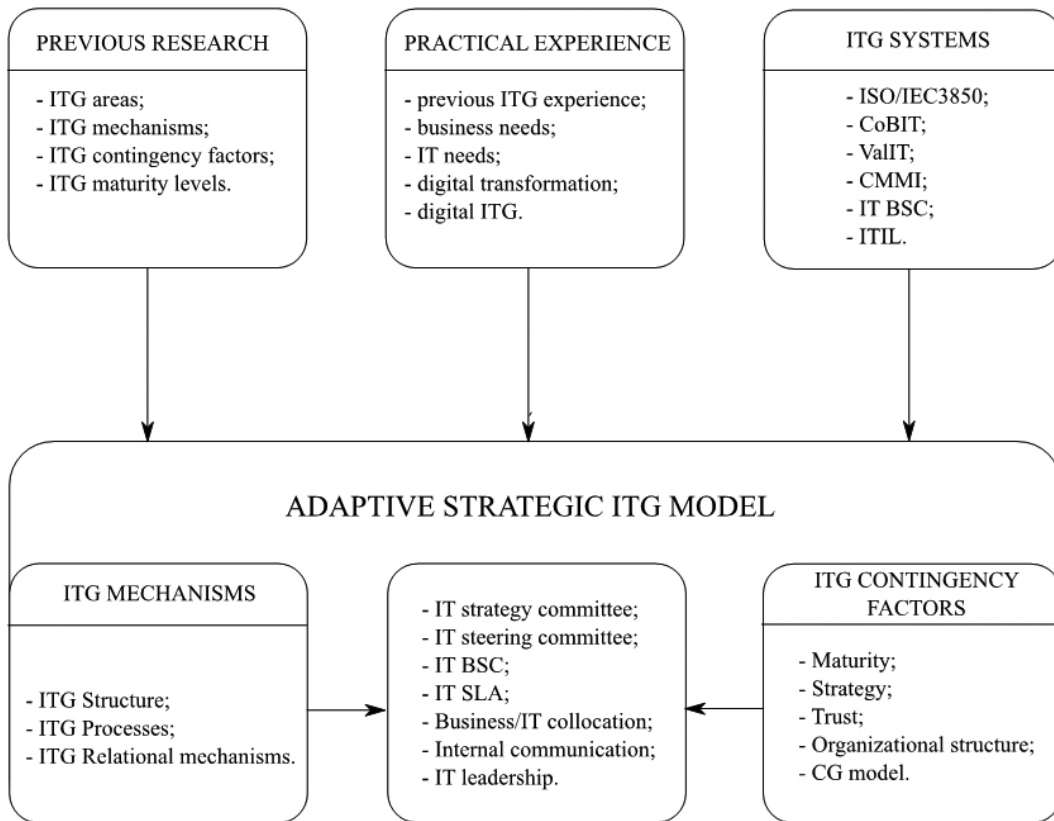 PREVIOUS RESEARCH
- ITG areas;
- ITG mechanisms;
- ITG contingency factors;
- ITG maturity levels.
PRACTICAL EXPERIENCE
- previous ITG experience;
- business needs;
- IT needs;
- digital transformation;
- digital ITG.
ITG SYSTEMS
- ISO/IEC3850;
- CoBIT;
- ValIT;
- CMMI;
- IT BSC;
- ITIL.
ADAPTIVE STRATEGIC ITG MODEL
ITG MECHANISMS
- ITG Structure;
- ITG Processes;
- ITG Relational mechanisms.
- IT strategy committee;
- IT steering committee;
- IT BSC;
- IT SLA;
- Business/IT collocation;
- Internal communication;
- IT leadership.
ITG CONTINGENCY
FACTORS
- Maturity;
- Strategy;
- Trust;
- Organizational structure;
- CG model.